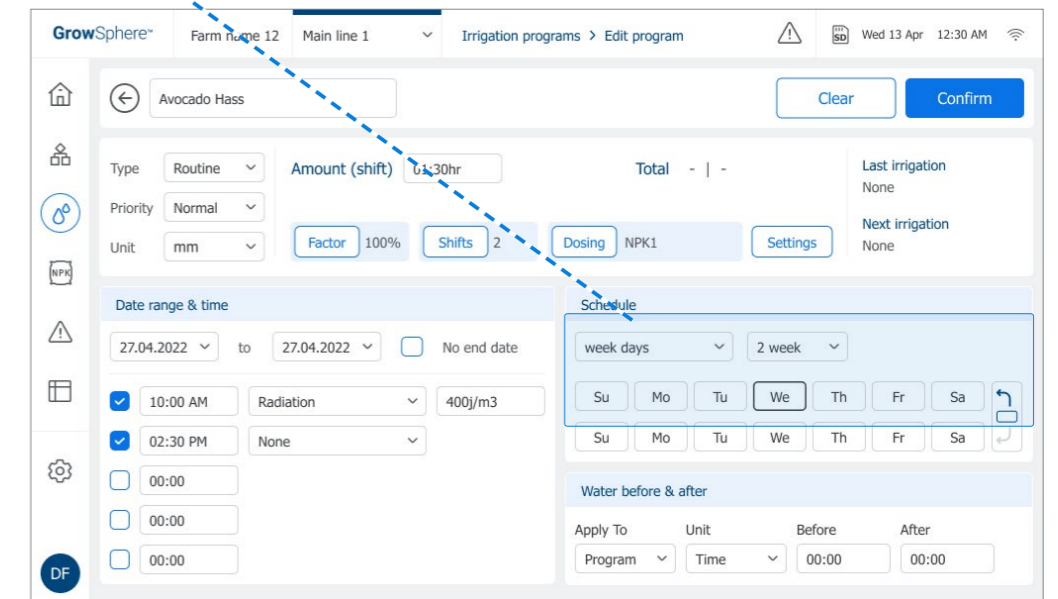 GrowSphere™ Farm name 12 Main line 1 Irrigation programs > Edit program SD Wed 13 Apr 12:30 AM
Avocado Hass Clear Confirm
Type Routine Amount (shift) 01:30hr Total - | - Last irrigation
None
Priority Normal
Next irrigation
Unit mm Factor 100% Shifts 2 Dosing NPK1 Settings None
NPK
Date range & time
27.04.2022 to 27.04.2022 No end date
10:00 AM Radiation 400j/m3
02:30 PM None
00:00
00:00
00:00
Schedule
week days 2 week
Su Mo Tu We Th Fr Sa
Su Mo Tu We Th Fr Sa
Water before & after
Apply To Unit Before After
Program Time 00:00 00:00
DF